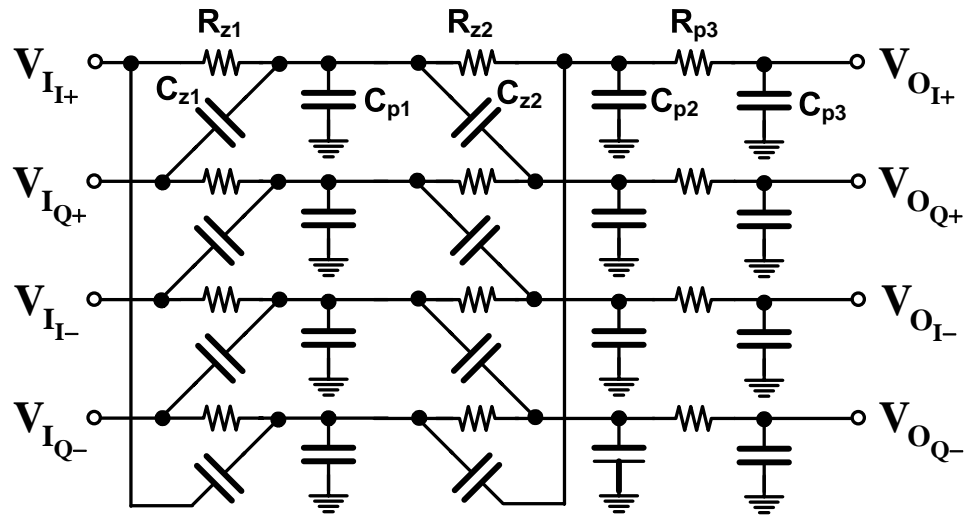 R_z1 R_z2 R_p3
V_I_I+ C_z1 C_p1 C_z2 C_p2 C_p3 V_O_I+
V_I_Q+ V_O_Q+
V_I_I− V_O_I−
V_I_Q− V_O_Q−